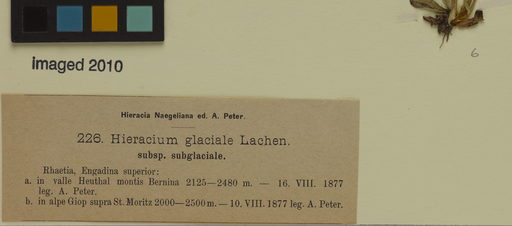 6
imaged 2010
Hieracia Naegeliana ed. A. Peter.
226. Hieracium glaciale Lachen.
subsp. subglaciale.
Rhaetia, Engadina superior:
a. in valle Heuthal montis Bernina 2125—2480 m. — 16. VIII. 1877
leg. A. Peter.
b. in alpe Giop supra St. Moritz 2000—2500 m. — 10. VIII. 1877 leg. A. Peter.